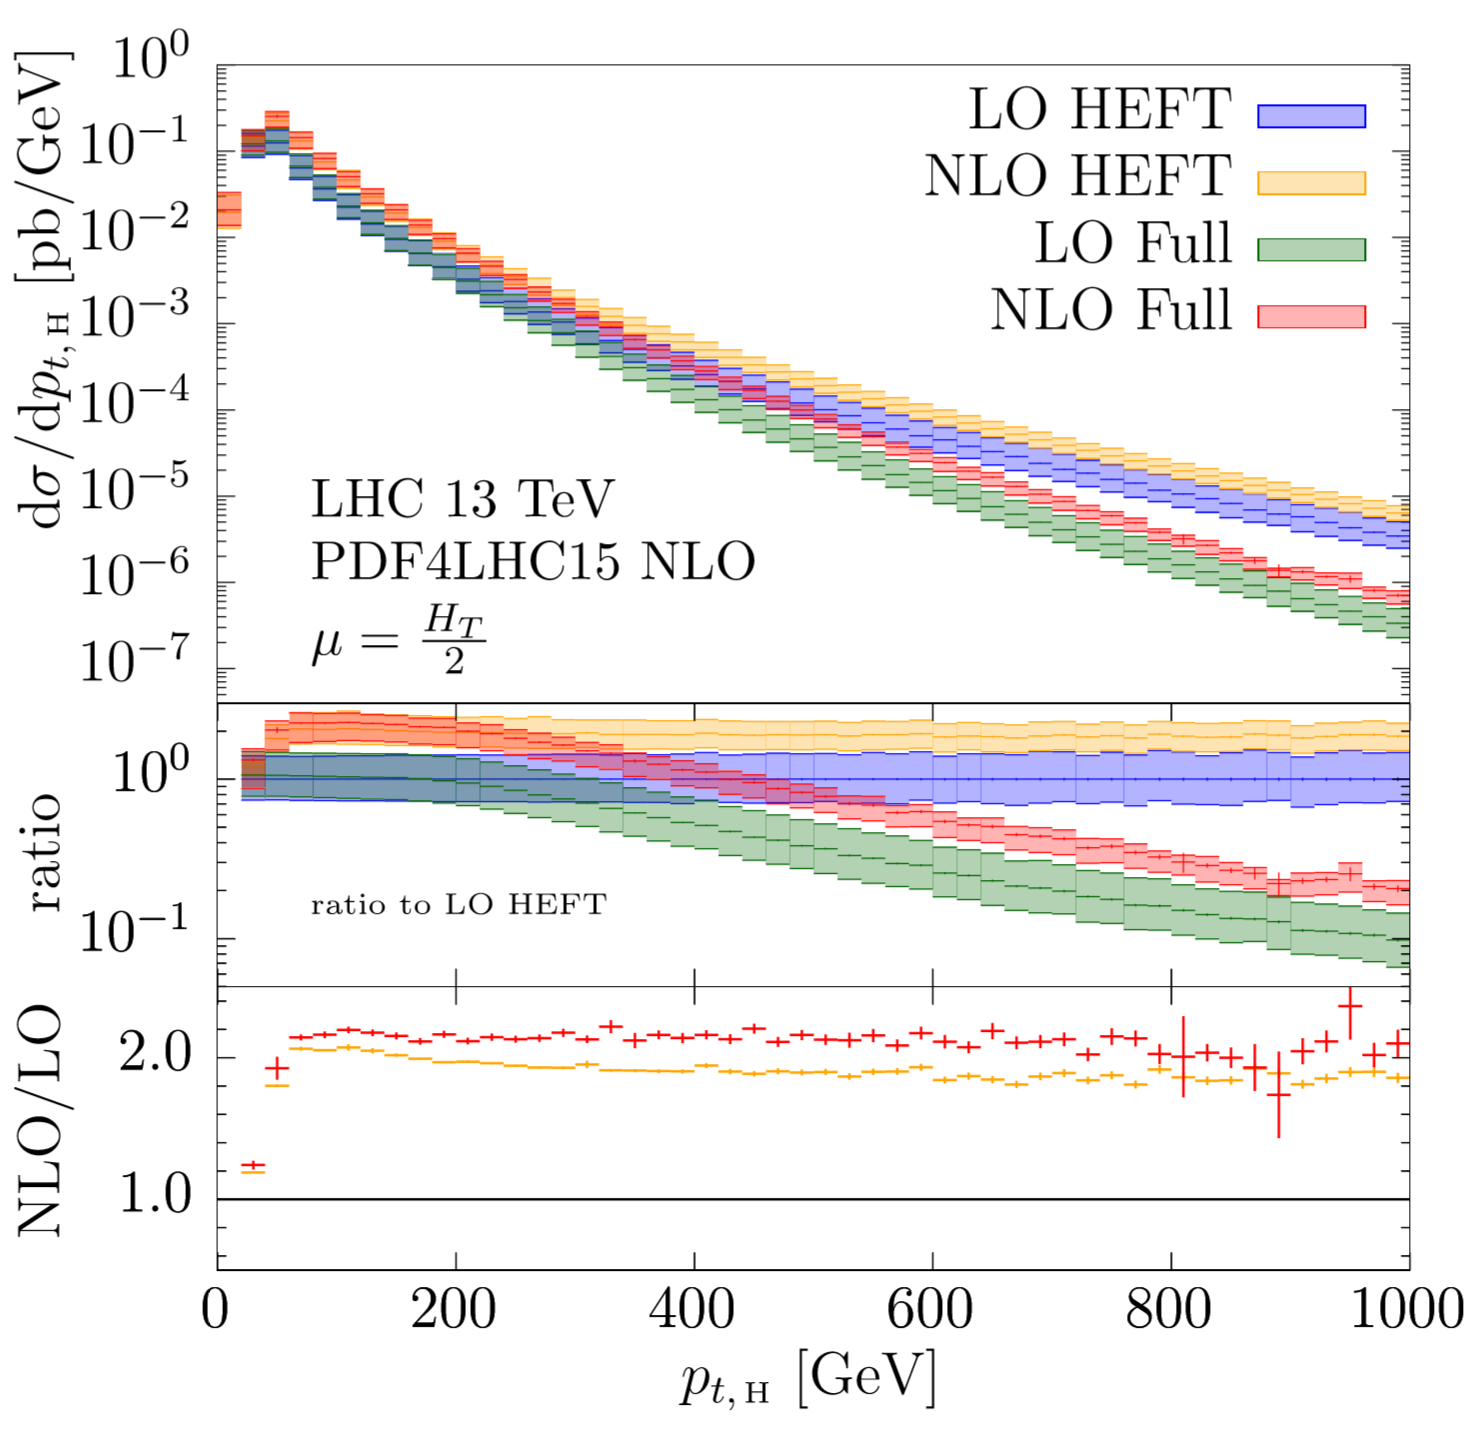 dσ/dp_{t, H} [pb/GeV]
10^0
10^{-1}
10^{-2}
10^{-3}
10^{-4}
10^{-5}
10^{-6}
10^{-7}
LO HEFT
NLO HEFT
LO Full
NLO Full
LHC 13 TeV
PDF4LHC15 NLO
μ = H_T/2
ratio
10^0
10^{-1}
ratio to LO HEFT
NLO/LO
2.0
1.0
0 200 400 600 800 1000
p_{t, H} [GeV]